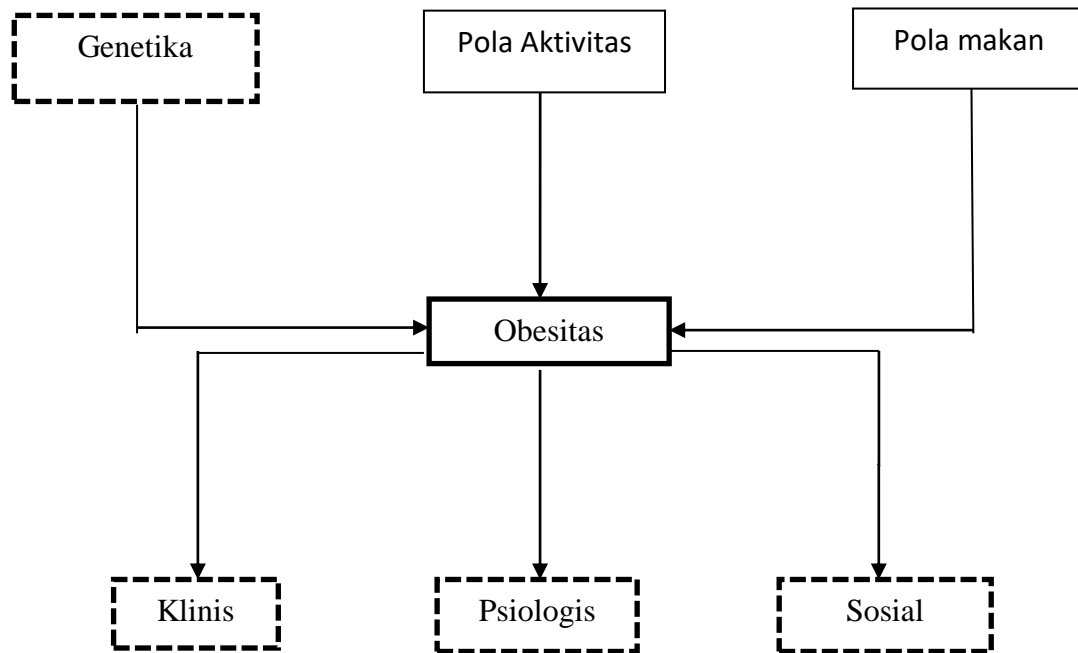 Genetika
Pola Aktivitas
Pola makan
Obesitas
Klinis
Psiologis
Sosial